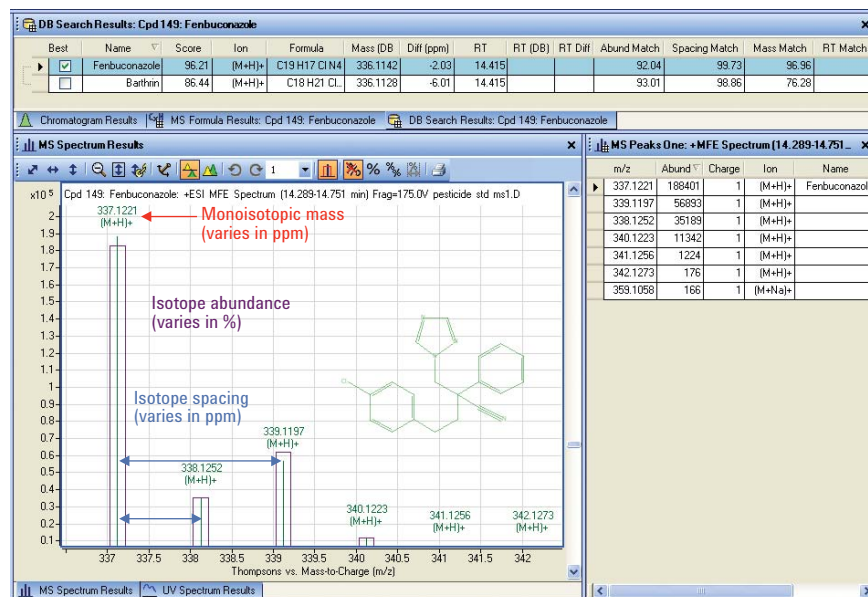 DB Search Results: Cpd 149: Fenbuconazole
Best Name Score Ion Formula Mass (DB Diff (ppm) RT RT (DB) RT Diff Abund Match Spacing Match Mass Match RT Match
Fenbuconazole 96.21 (M+H)+ C19 H17 Cl N4 336.1142 -2.03 14.415 92.04 99.73 96.96
Barthrin 86.44 (M+H)+ C18 H21 Cl... 336.1128 -6.01 14.415 93.01 98.86 76.28
Chromatogram Results MS Formula Results: Cpd 149: Fenbuconazole DB Search Results: Cpd 149: Fenbuconazole
MS Spectrum Results
1 % %
x10 5 Cpd 149: Fenbuconazole: +ESI MFE Spectrum (14.289-14.751 min) Frag=175.0V pesticide std ms1.D
337.1221
(M+H)+
Monoisotopic mass
(varies in ppm)
Isotope abundance
(varies in %)
Isotope spacing
(varies in ppm)
339.1197
(M+H)+
338.1252
(M+H)+
340.1223
(M+H)+
341.1256
(M+H)+
342.1273
(M+H)+
2
1.9
1.8
1.7
1.6
1.5
1.4
1.3
1.2
1.1
1
0.9
0.8
0.7
0.6
0.5
0.4
0.3
0.2
0.1
337 337.5 338 338.5 339 339.5 340 340.5 341 341.5 342
Thompsons vs. Mass-to-Charge (m/z)
MS Spectrum Results UV Spectrum Results
MS Peaks One: +MFE Spectrum (14.289-14.751 ...
m/z Abund Charge Ion Name
337.1221 188401 1 (M+H)+ Fenbuconazol
339.1197 56893 1 (M+H)+
338.1252 35189 1 (M+H)+
340.1223 11342 1 (M+H)+
341.1256 1224 1 (M+H)+
342.1273 176 1 (M+H)+
359.1058 166 1 (M+Na)+